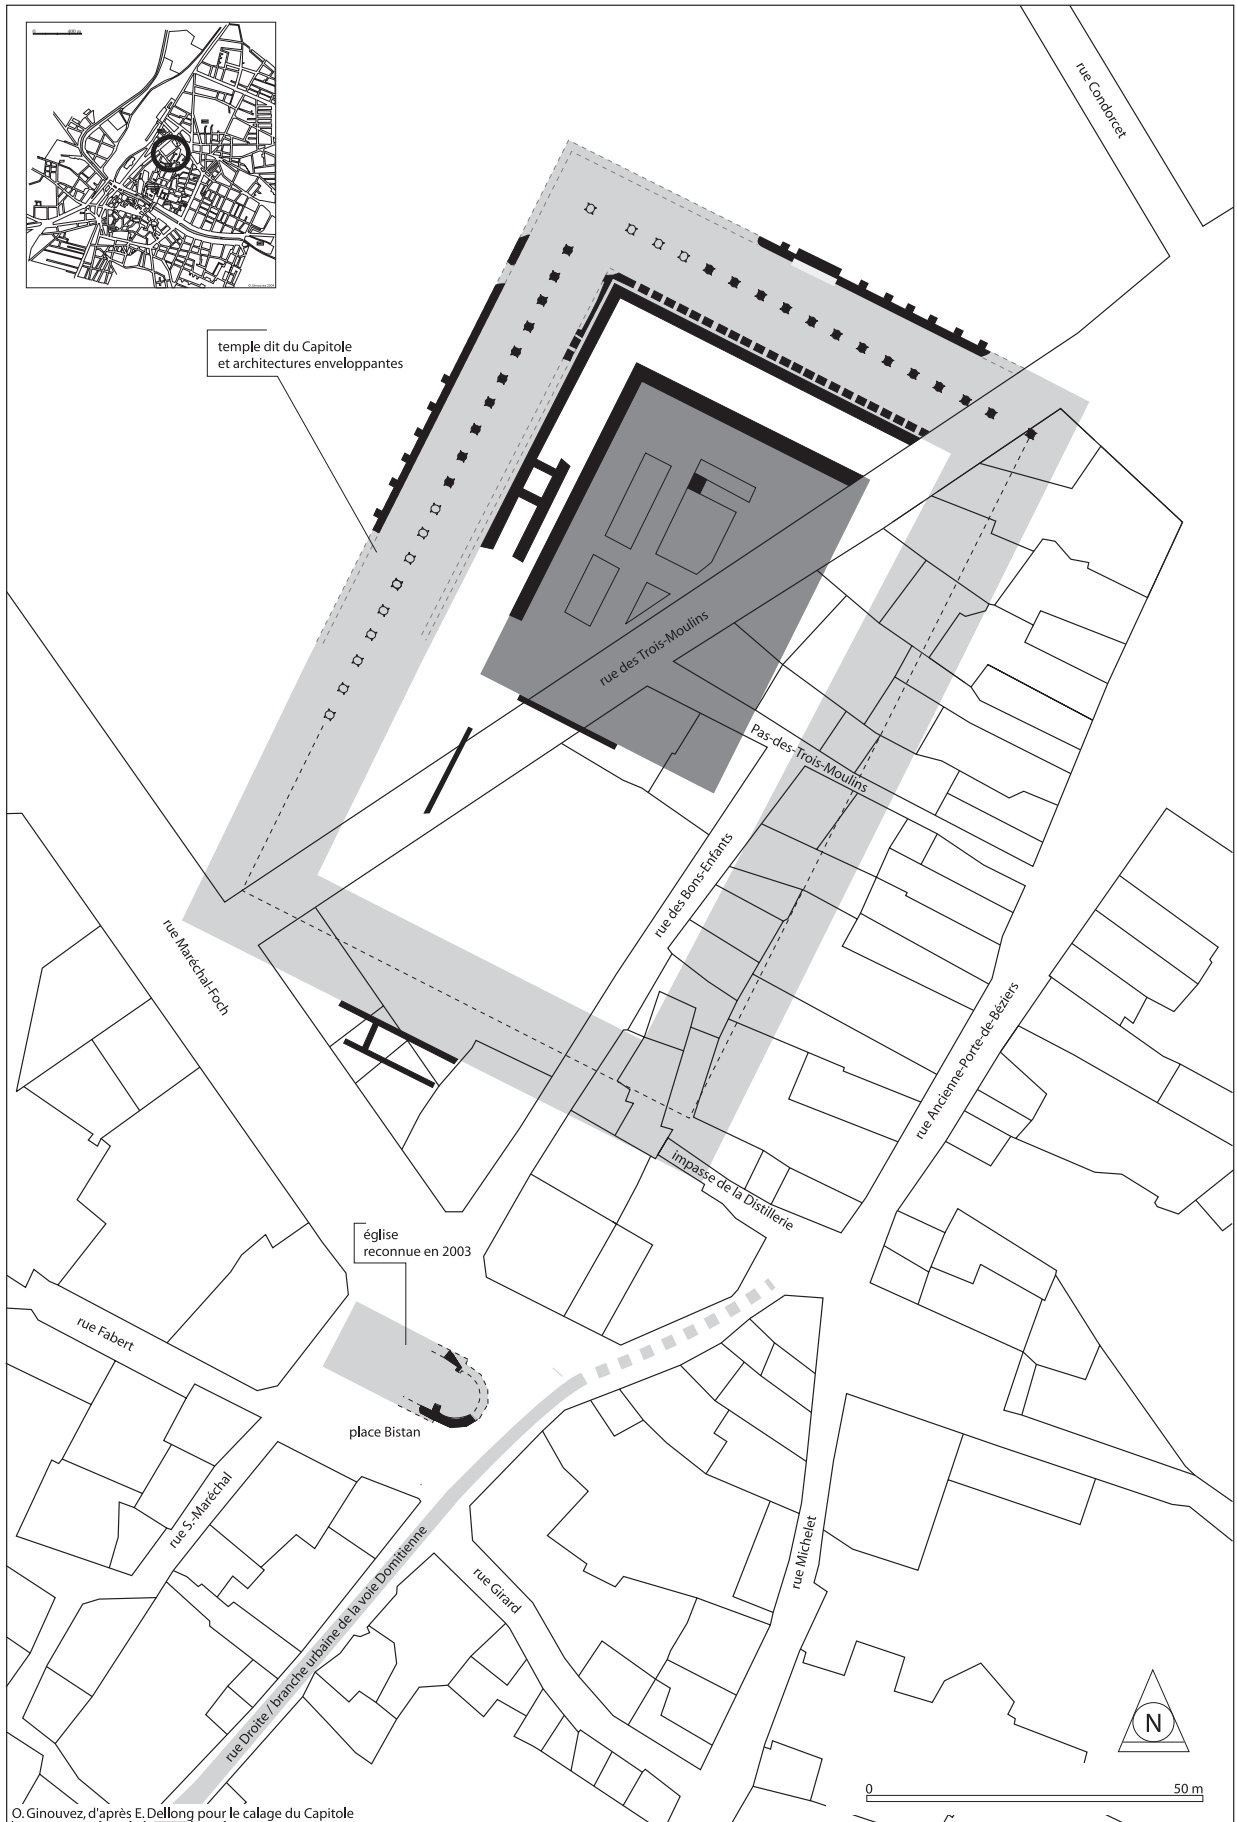 rue Condorcet
temple dit du Capitole
et architectures enveloppantes
rue des Trois-Moulins
Pas-des-Trois-Moulins
rue des Bons-Enfants
rue Maréchal-Foch
rue Ancienne-Porte-de-Béziers
impasse de la Distillerie
église
reconnue en 2003
rue Fabert
place Bistan
rue S.-Maréchal
rue Droite / branche urbaine de la voie Domitienne
rue Girard
rue Michelet
N
0 50 m
O. Ginouvez, d'après E. Dellong pour le calage du Capitole